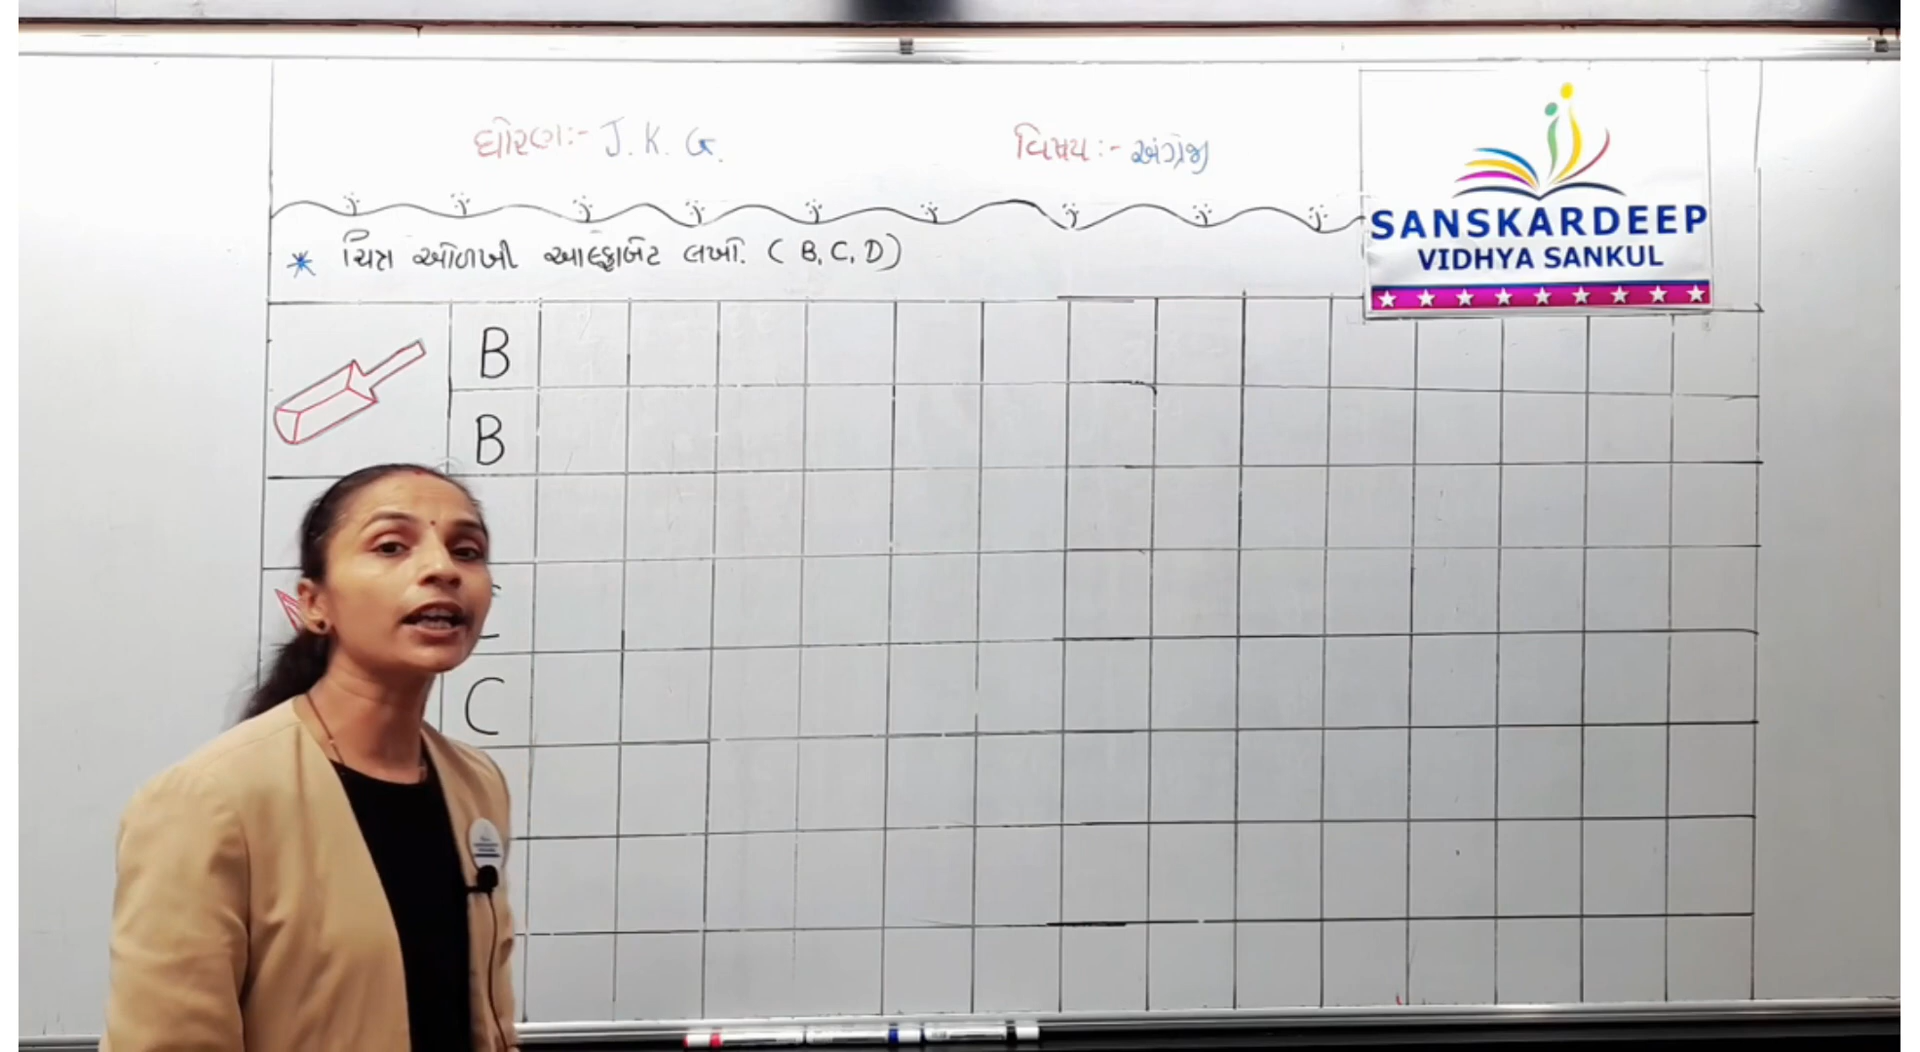 ધોરણ:- J. K. G.
વિષય:- અંગ્રેજી
SANSKARDEEP
VIDHYA SANKUL
* ચિત્ર ઓળખી આલ્ફાબેટ લખો. ( B, C, D )
B
B
C